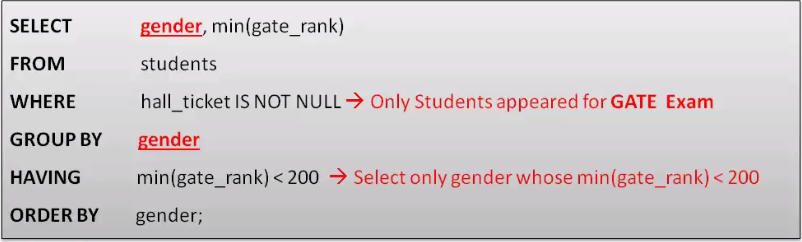 SELECT gender, min(gate_rank)
FROM students
WHERE hall_ticket IS NOT NULL → Only Students appeared for GATE Exam
GROUP BY gender
HAVING min(gate_rank) < 200 → Select only gender whose min(gate_rank) < 200
ORDER BY gender;